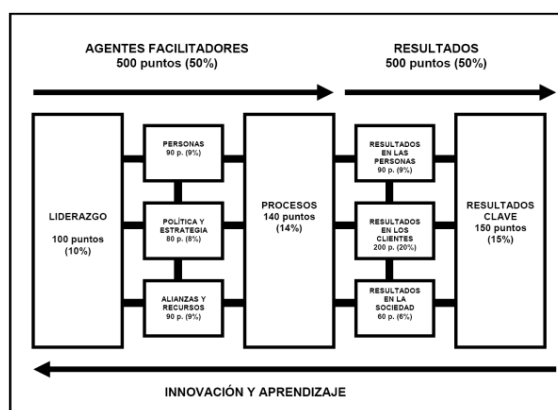 AGENTES FACILITADORES
500 puntos (50%)
RESULTADOS
500 puntos (50%)
LIDERAZGO
100 puntos
(10%)
PERSONAS
90 p. (9%)
POLÍTICA Y
ESTRATEGIA
80 p. (8%)
ALIANZAS Y
RECURSOS
90 p. (9%)
PROCESOS
140 puntos
(14%)
RESULTADOS
EN LAS
PERSONAS
90 p. (9%)
RESULTADOS
EN LOS
CLIENTES
200 p. (20%)
RESULTADOS
EN LA
SOCIEDAD
60 p. (6%)
RESULTADOS
CLAVE
150 puntos
(15%)
INNOVACIÓN Y APRENDIZAJE